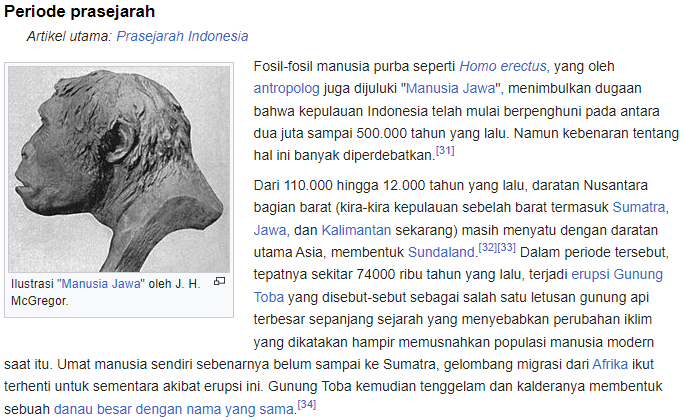 Periode prasejarah
Artikel utama: Prasejarah Indonesia
Fosil-fosil manusia purba seperti Homo erectus, yang oleh
antropolog juga dijuluki "Manusia Jawa", menimbulkan dugaan
bahwa kepulauan Indonesia telah mulai berpenghuni pada antara
dua juta sampai 500.000 tahun yang lalu. Namun kebenaran tentang
hal ini banyak diperdebatkan.[31]
Dari 110.000 hingga 12.000 tahun yang lalu, daratan Nusantara
bagian barat (kira-kira kepulauan sebelah barat termasuk Sumatra,
Jawa, dan Kalimantan sekarang) masih menyatu dengan daratan
utama Asia, membentuk Sundaland.[32][33] Dalam periode tersebut,
tepatnya sekitar 74000 ribu tahun yang lalu, terjadi erupsi Gunung
Toba yang disebut-sebut sebagai salah satu letusan gunung api
terbesar sepanjang sejarah yang menyebabkan perubahan iklim
yang dikatakan hampir memusnahkan populasi manusia modern
saat itu. Umat manusia sendiri sebenarnya belum sampai ke Sumatra, gelombang migrasi dari Afrika ikut
terhenti untuk sementara akibat erupsi ini. Gunung Toba kemudian tenggelam dan kalderanya membentuk
sebuah danau besar dengan nama yang sama.[34]
Ilustrasi "Manusia Jawa" oleh J. H.
McGregor.